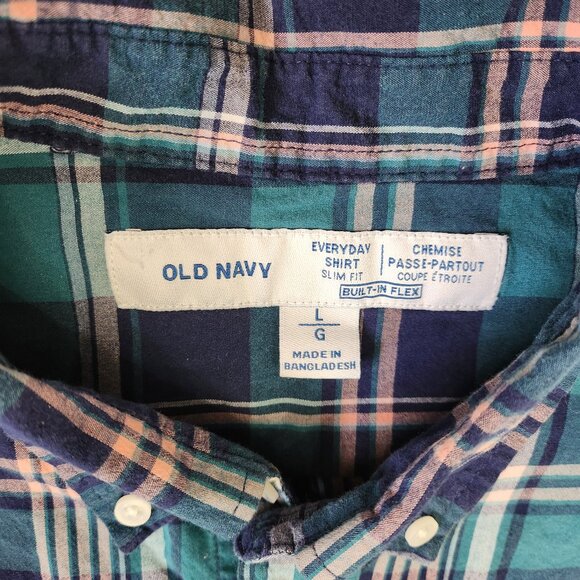 OLD NAVY
EVERYDAY
SHIRT
SLIM FIT
CHEMISE
PASSE-PARTOUT
COUPE ÉTROITE
BUILT-IN FLEX
L
G
MADE IN
BANGLADESH